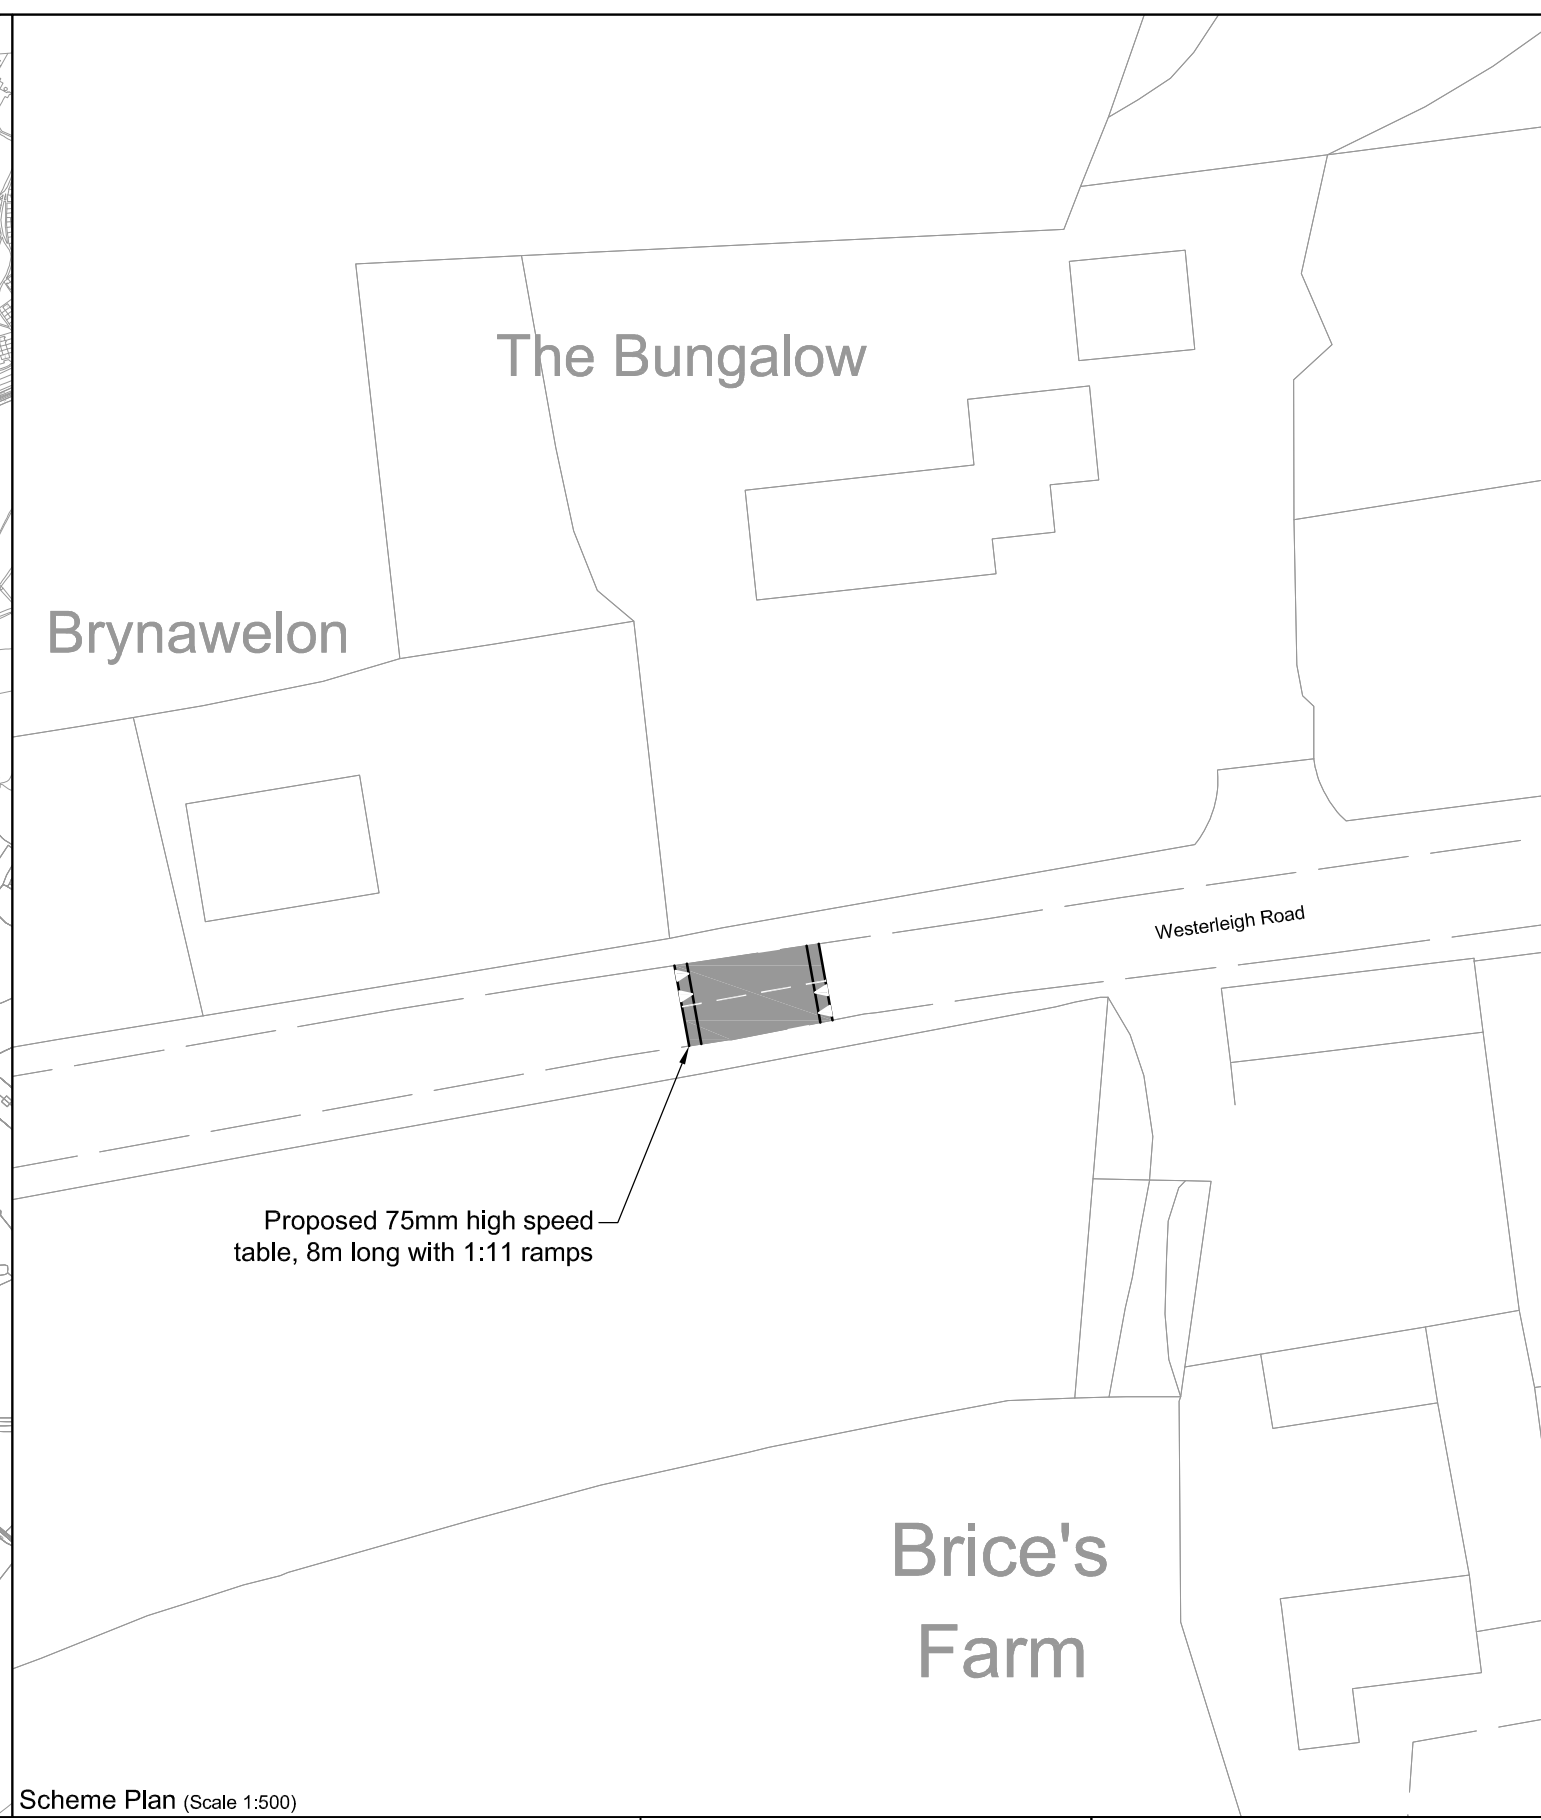 The Bungalow
Brynawelon
Westerleigh Road
Proposed 75mm high speed
table, 8m long with 1:11 ramps
Brice's
Farm
Scheme Plan (Scale 1:500)